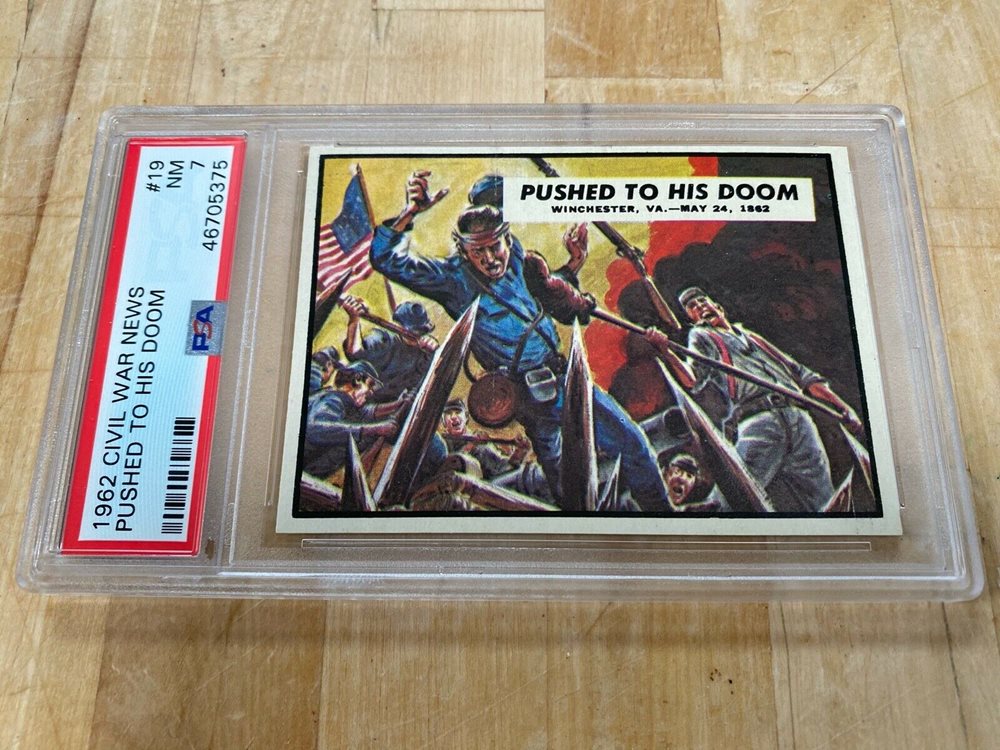 1962 CIVIL WAR NEWS
PUSHED TO HIS DOOM
#19
NM 7
46705375
PSA
PUSHED TO HIS DOOM
WINCHESTER, VA.—MAY 24, 1862